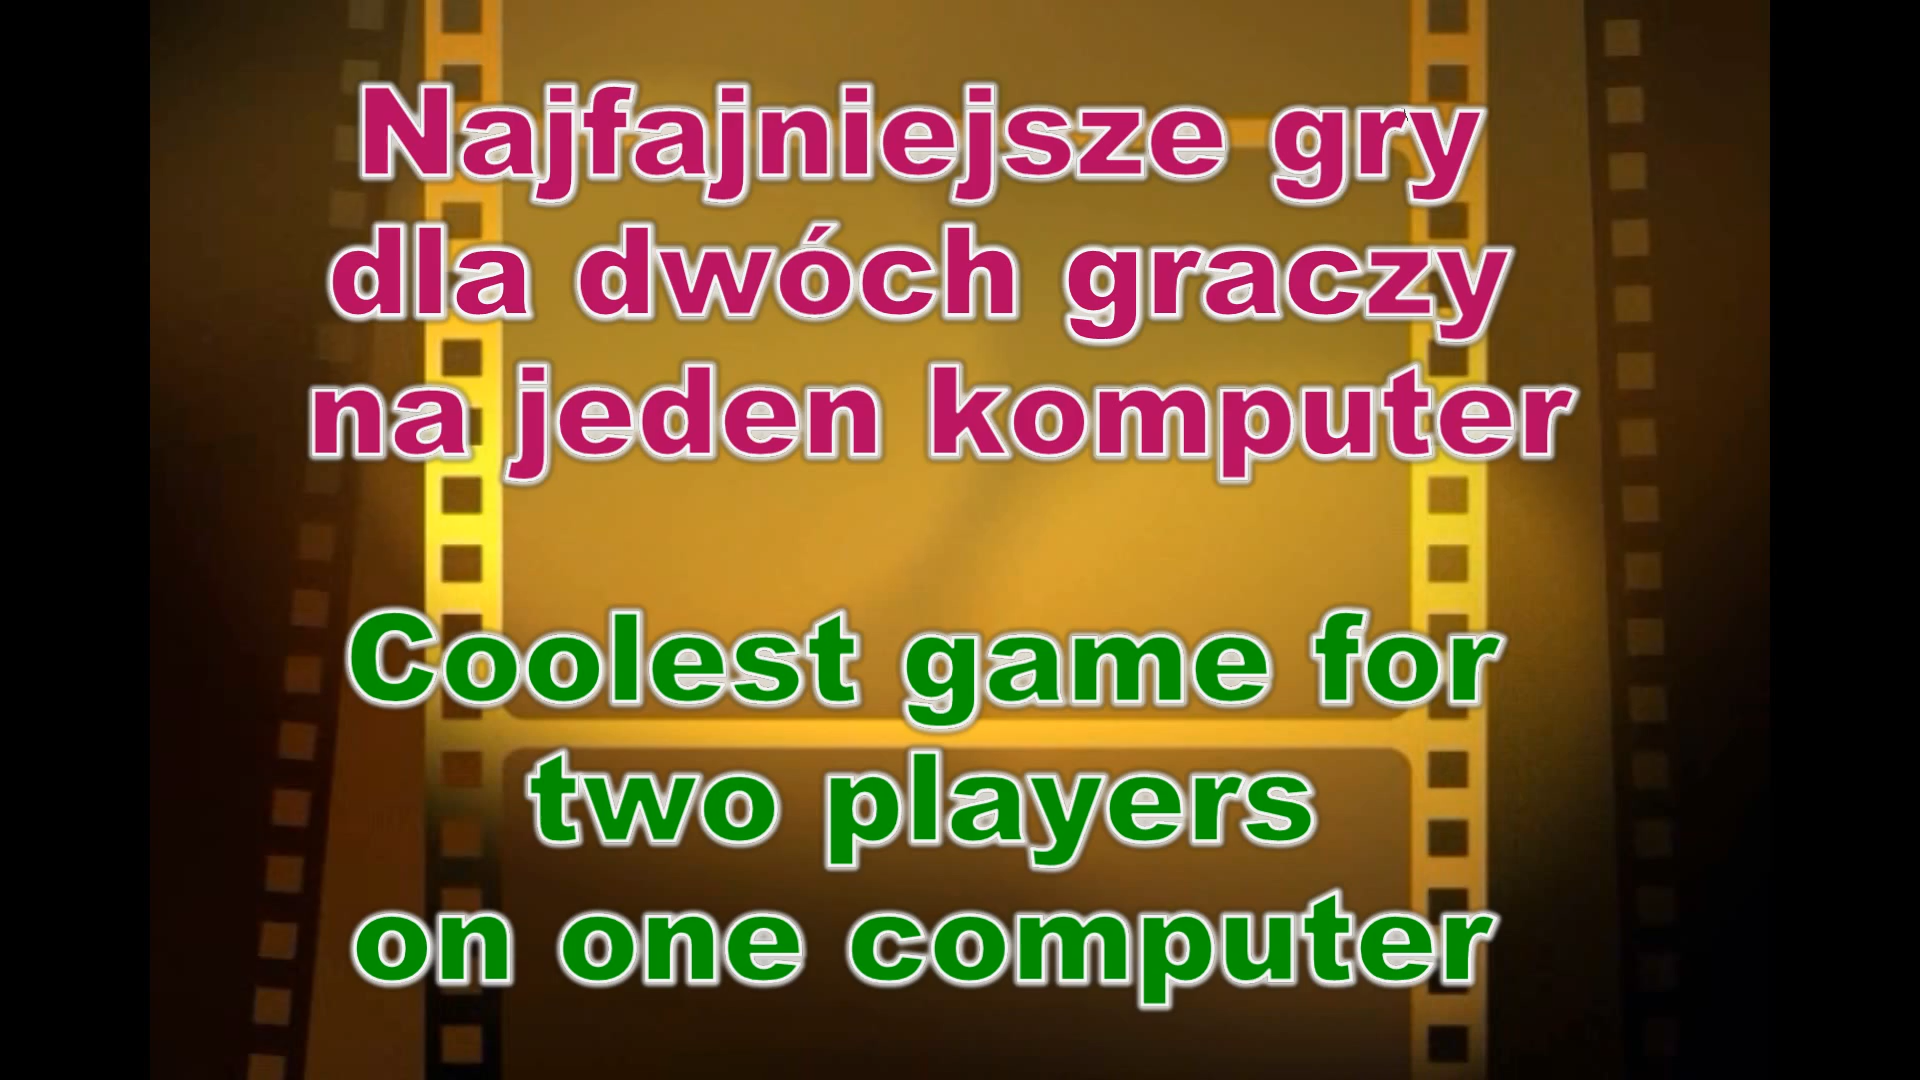 Najfajniejsze gry
dla dwóch graczy
na jeden komputer
Coolest game for
two players
on one computer